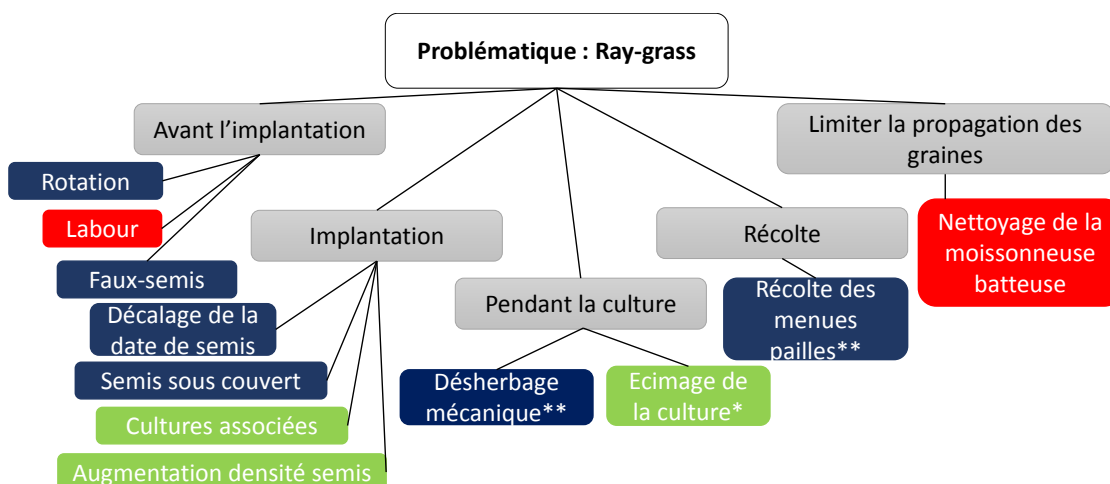 Problématique : Ray-grass
Avant l'implantation
Rotation
Labour
Faux-semis
Implantation
Décalage de la
date de semis
Semis sous couvert
Cultures associées
Augmentation densité semis
Pendant la culture
Désherbage
mécanique**
Ecimage de
la culture*
Récolte
Récolte des
menues
pailles**
Limiter la propagation des
graines
Nettoyage de la
moissonneuse
batteuse